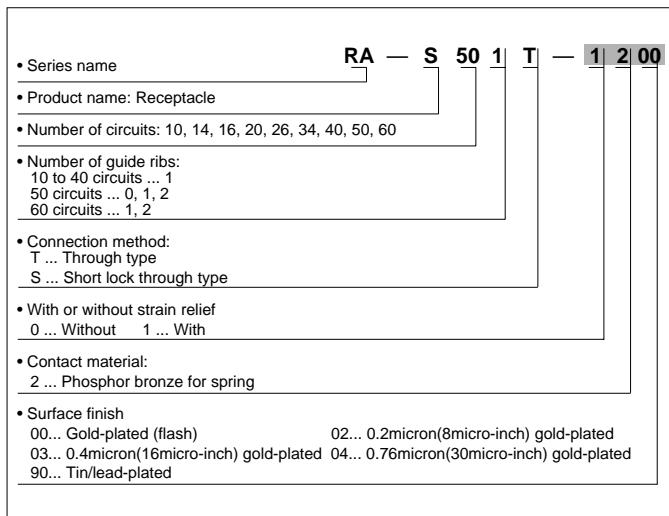 RA — S 50 1 T — 1 2 00
• Series name
• Product name: Receptacle
• Number of circuits: 10, 14, 16, 20, 26, 34, 40, 50, 60
• Number of guide ribs:
10 to 40 circuits ... 1
50 circuits ... 0, 1, 2
60 circuits ... 1, 2
• Connection method:
T ... Through type
S ... Short lock through type
• With or without strain relief
0 ... Without 1 ... With
• Contact material:
2 ... Phosphor bronze for spring
• Surface finish
00... Gold-plated (flash) 02... 0.2micron(8micro-inch) gold-plated
03... 0.4micron(16micro-inch) gold-plated 04... 0.76micron(30micro-inch) gold-plated
90... Tin/lead-plated